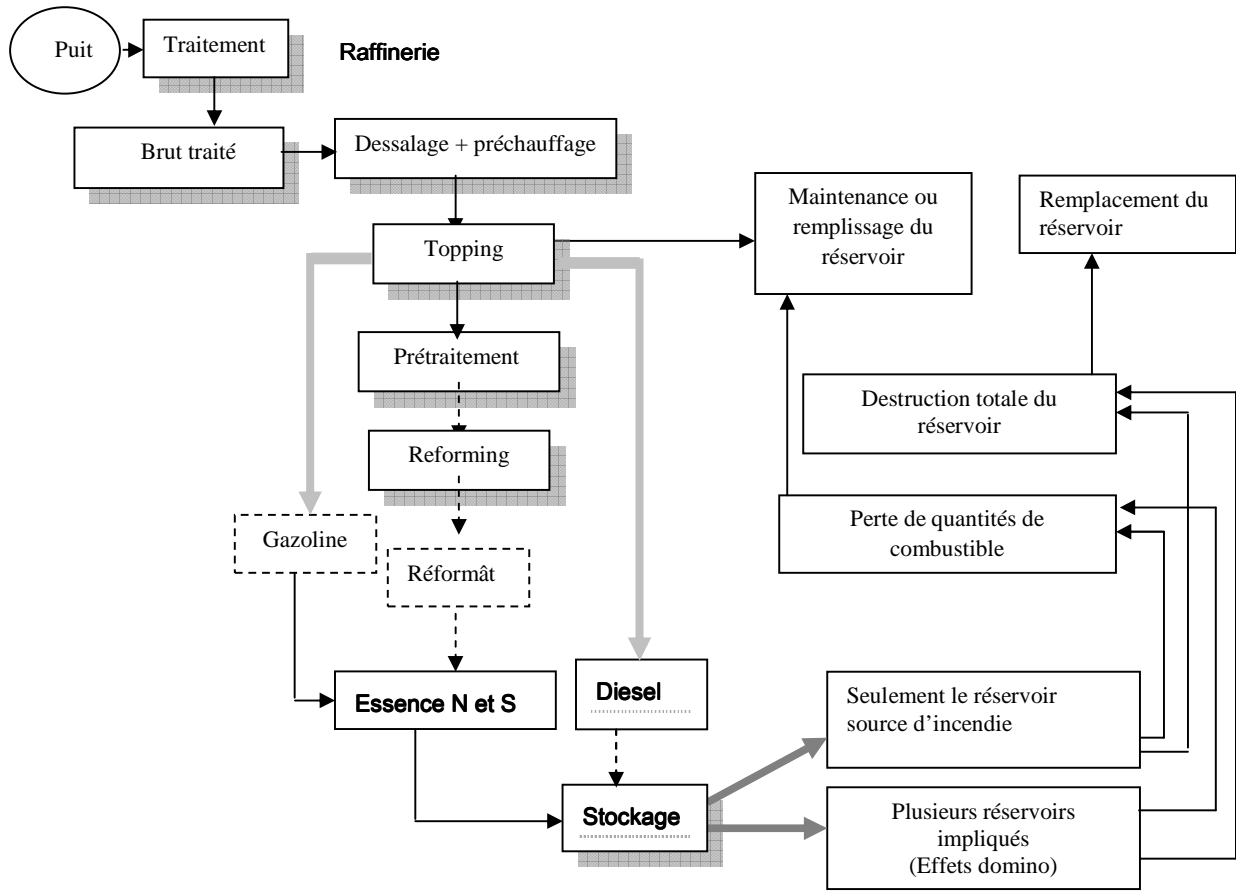 Puit
Traitement
Raffinerie
Brut traité
Dessalage + préchauffage
Topping
Maintenance ou
remplissage du
réservoir
Remplacement du
réservoir
Prétraitement
Destruction totale du
réservoir
Reforming
Gazoline
Réformât
Perte de quantités de
combustible
Essence N et S
Diesel
Seulement le réservoir
source d’incendie
Stockage
Plusieurs réservoirs
impliqués
(Effets domino)